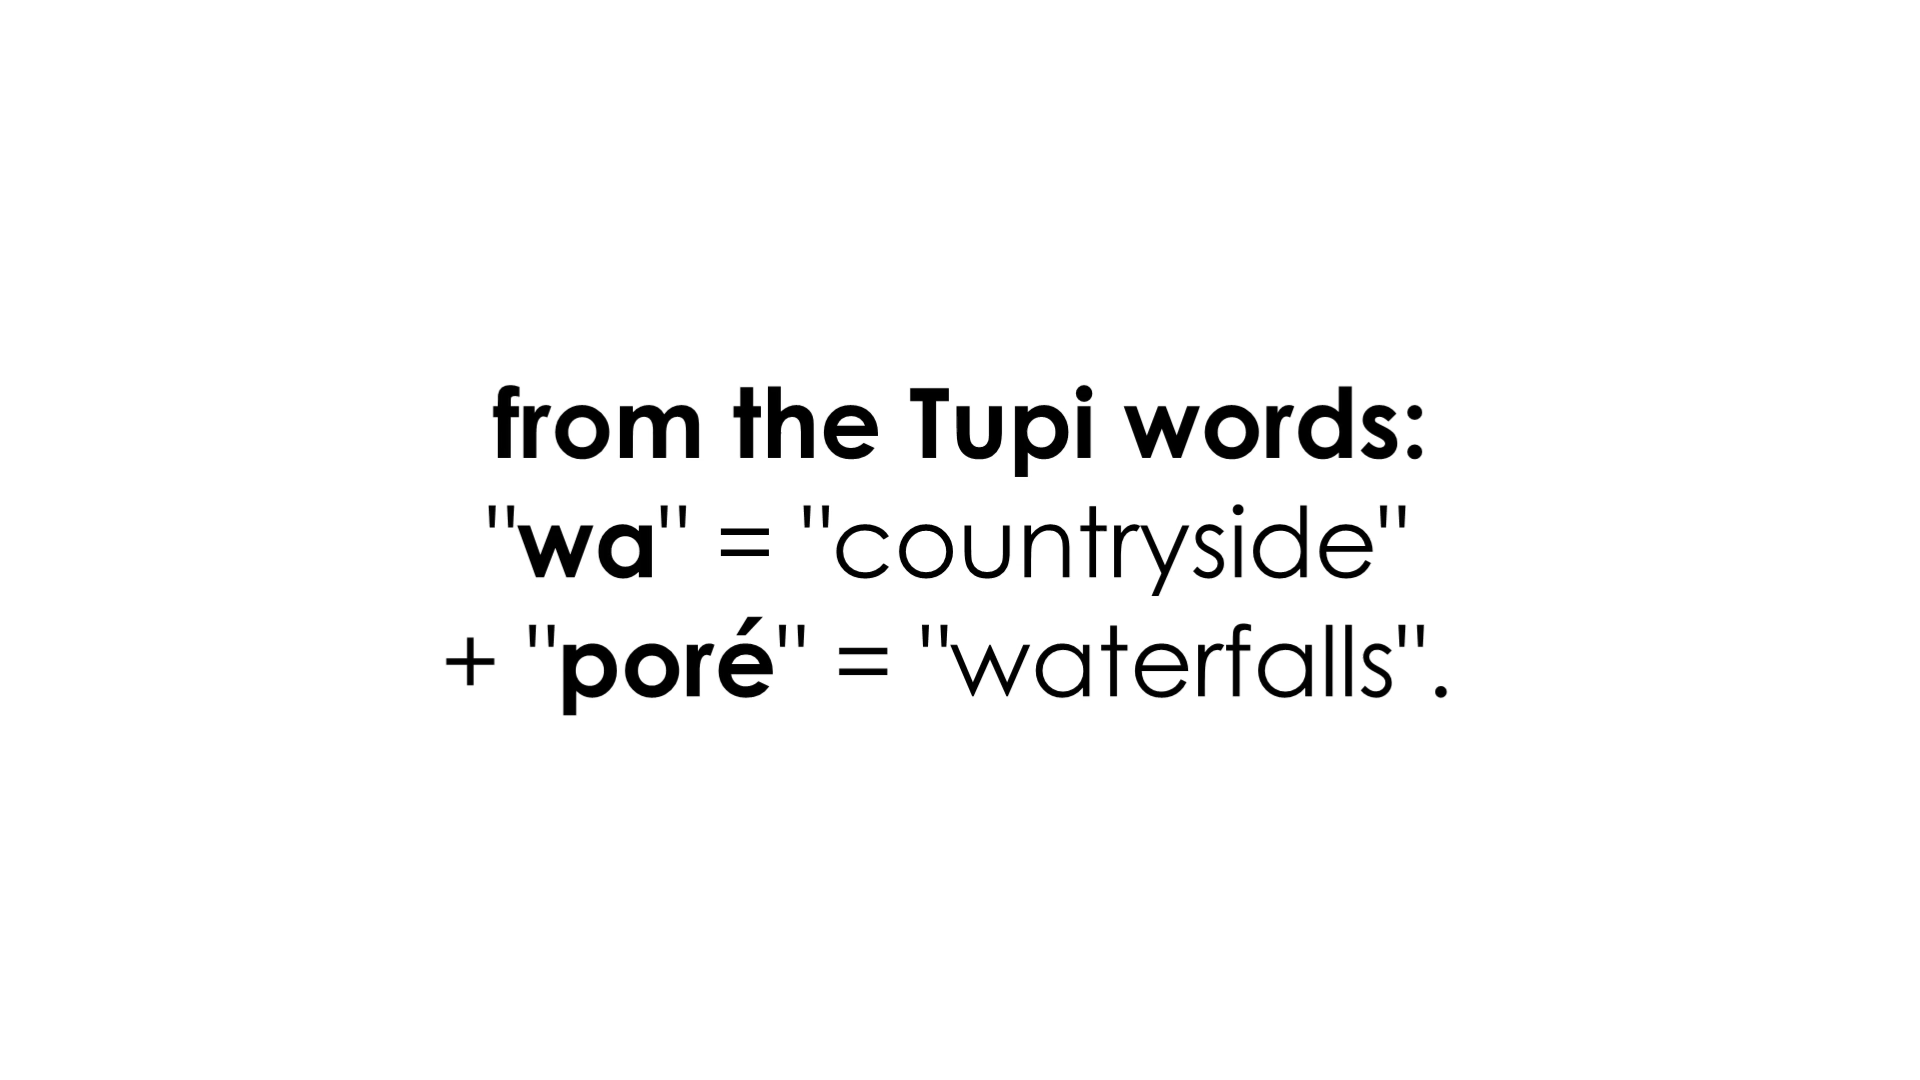 from the Tupi words:
"wa" = "countryside"
+ "poré" = "waterfalls".